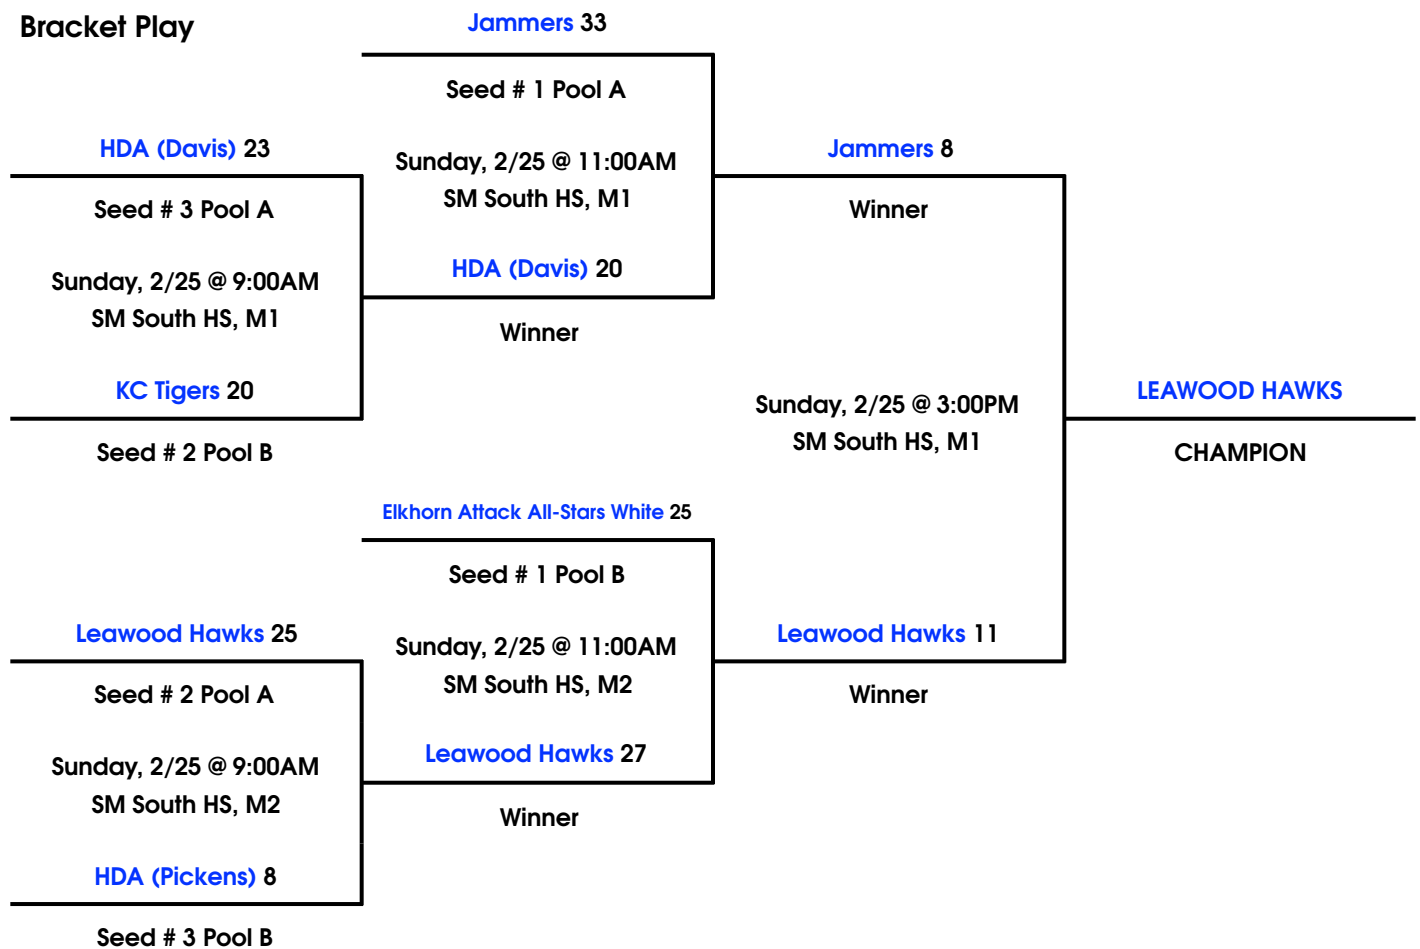 Bracket Play
Jammers 33
Seed # 1 Pool A
HDA (Davis) 23
Sunday, 2/25 @ 11:00AM
SM South HS, M1
Jammers 8
Seed # 3 Pool A
Winner
Sunday, 2/25 @ 9:00AM
SM South HS, M1
HDA (Davis) 20
Winner
KC Tigers 20
Seed # 2 Pool B
Sunday, 2/25 @ 3:00PM
SM South HS, M1
LEAWOOD HAWKS
CHAMPION
Elkhorn Attack All-Stars White 25
Seed # 1 Pool B
Leawood Hawks 25
Sunday, 2/25 @ 11:00AM
SM South HS, M2
Leawood Hawks 11
Seed # 2 Pool A
Winner
Sunday, 2/25 @ 9:00AM
SM South HS, M2
Leawood Hawks 27
Winner
HDA (Pickens) 8
Seed # 3 Pool B